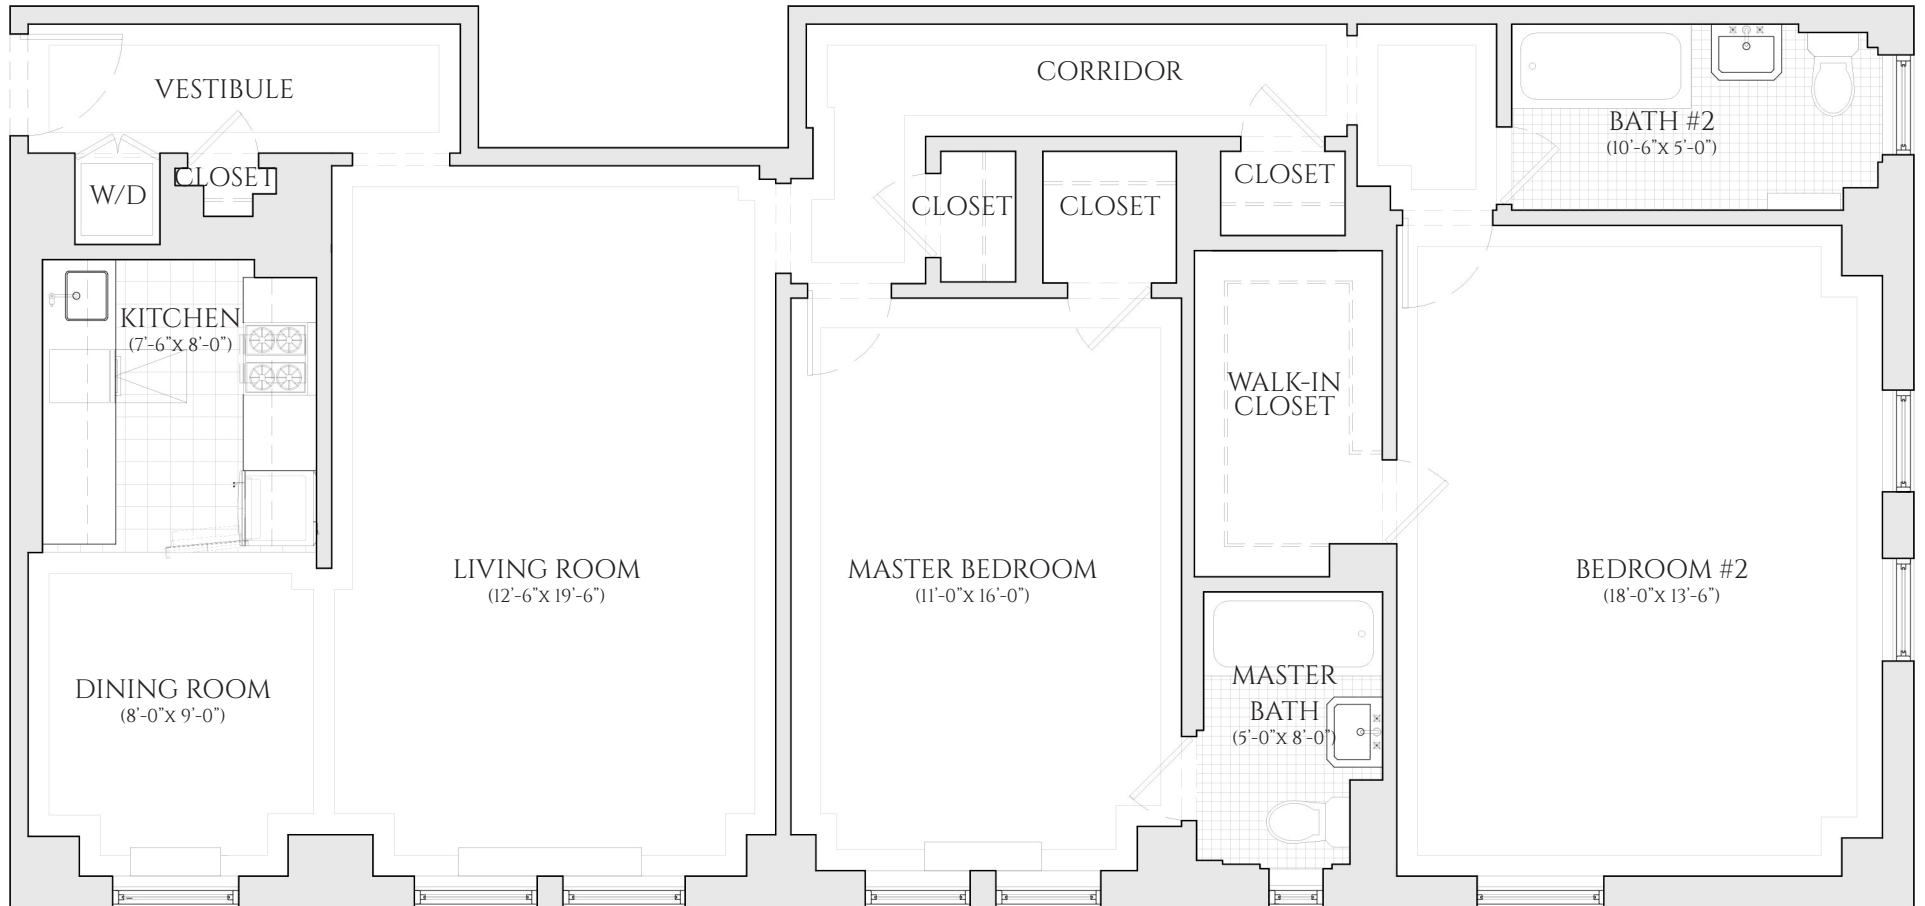 VESTIBULE
CORRIDOR
BATH #2
(10'-6"X 5'-0")
W/D
CLOSET
CLOSET
CLOSET
CLOSET
KITCHEN
(7'-6"X 8'-0")
WALK-IN
CLOSET
LIVING ROOM
(12'-6"X 19'-6")
MASTER BEDROOM
(11'-0"X 16'-0")
BEDROOM #2
(18'-0"X 13'-6")
DINING ROOM
(8'-0"X 9'-0")
MASTER
BATH
(5'-0"X 8'-0")